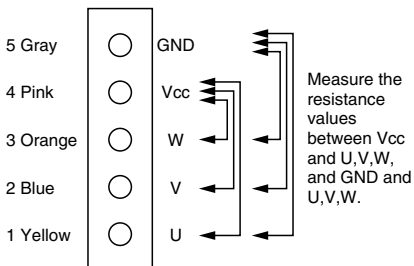 5 Gray GND
4 Pink Vcc
3 Orange W
2 Blue V
1 Yellow U
Measure the
resistance
values
between Vcc
and U,V,W,
and GND and
U,V,W.